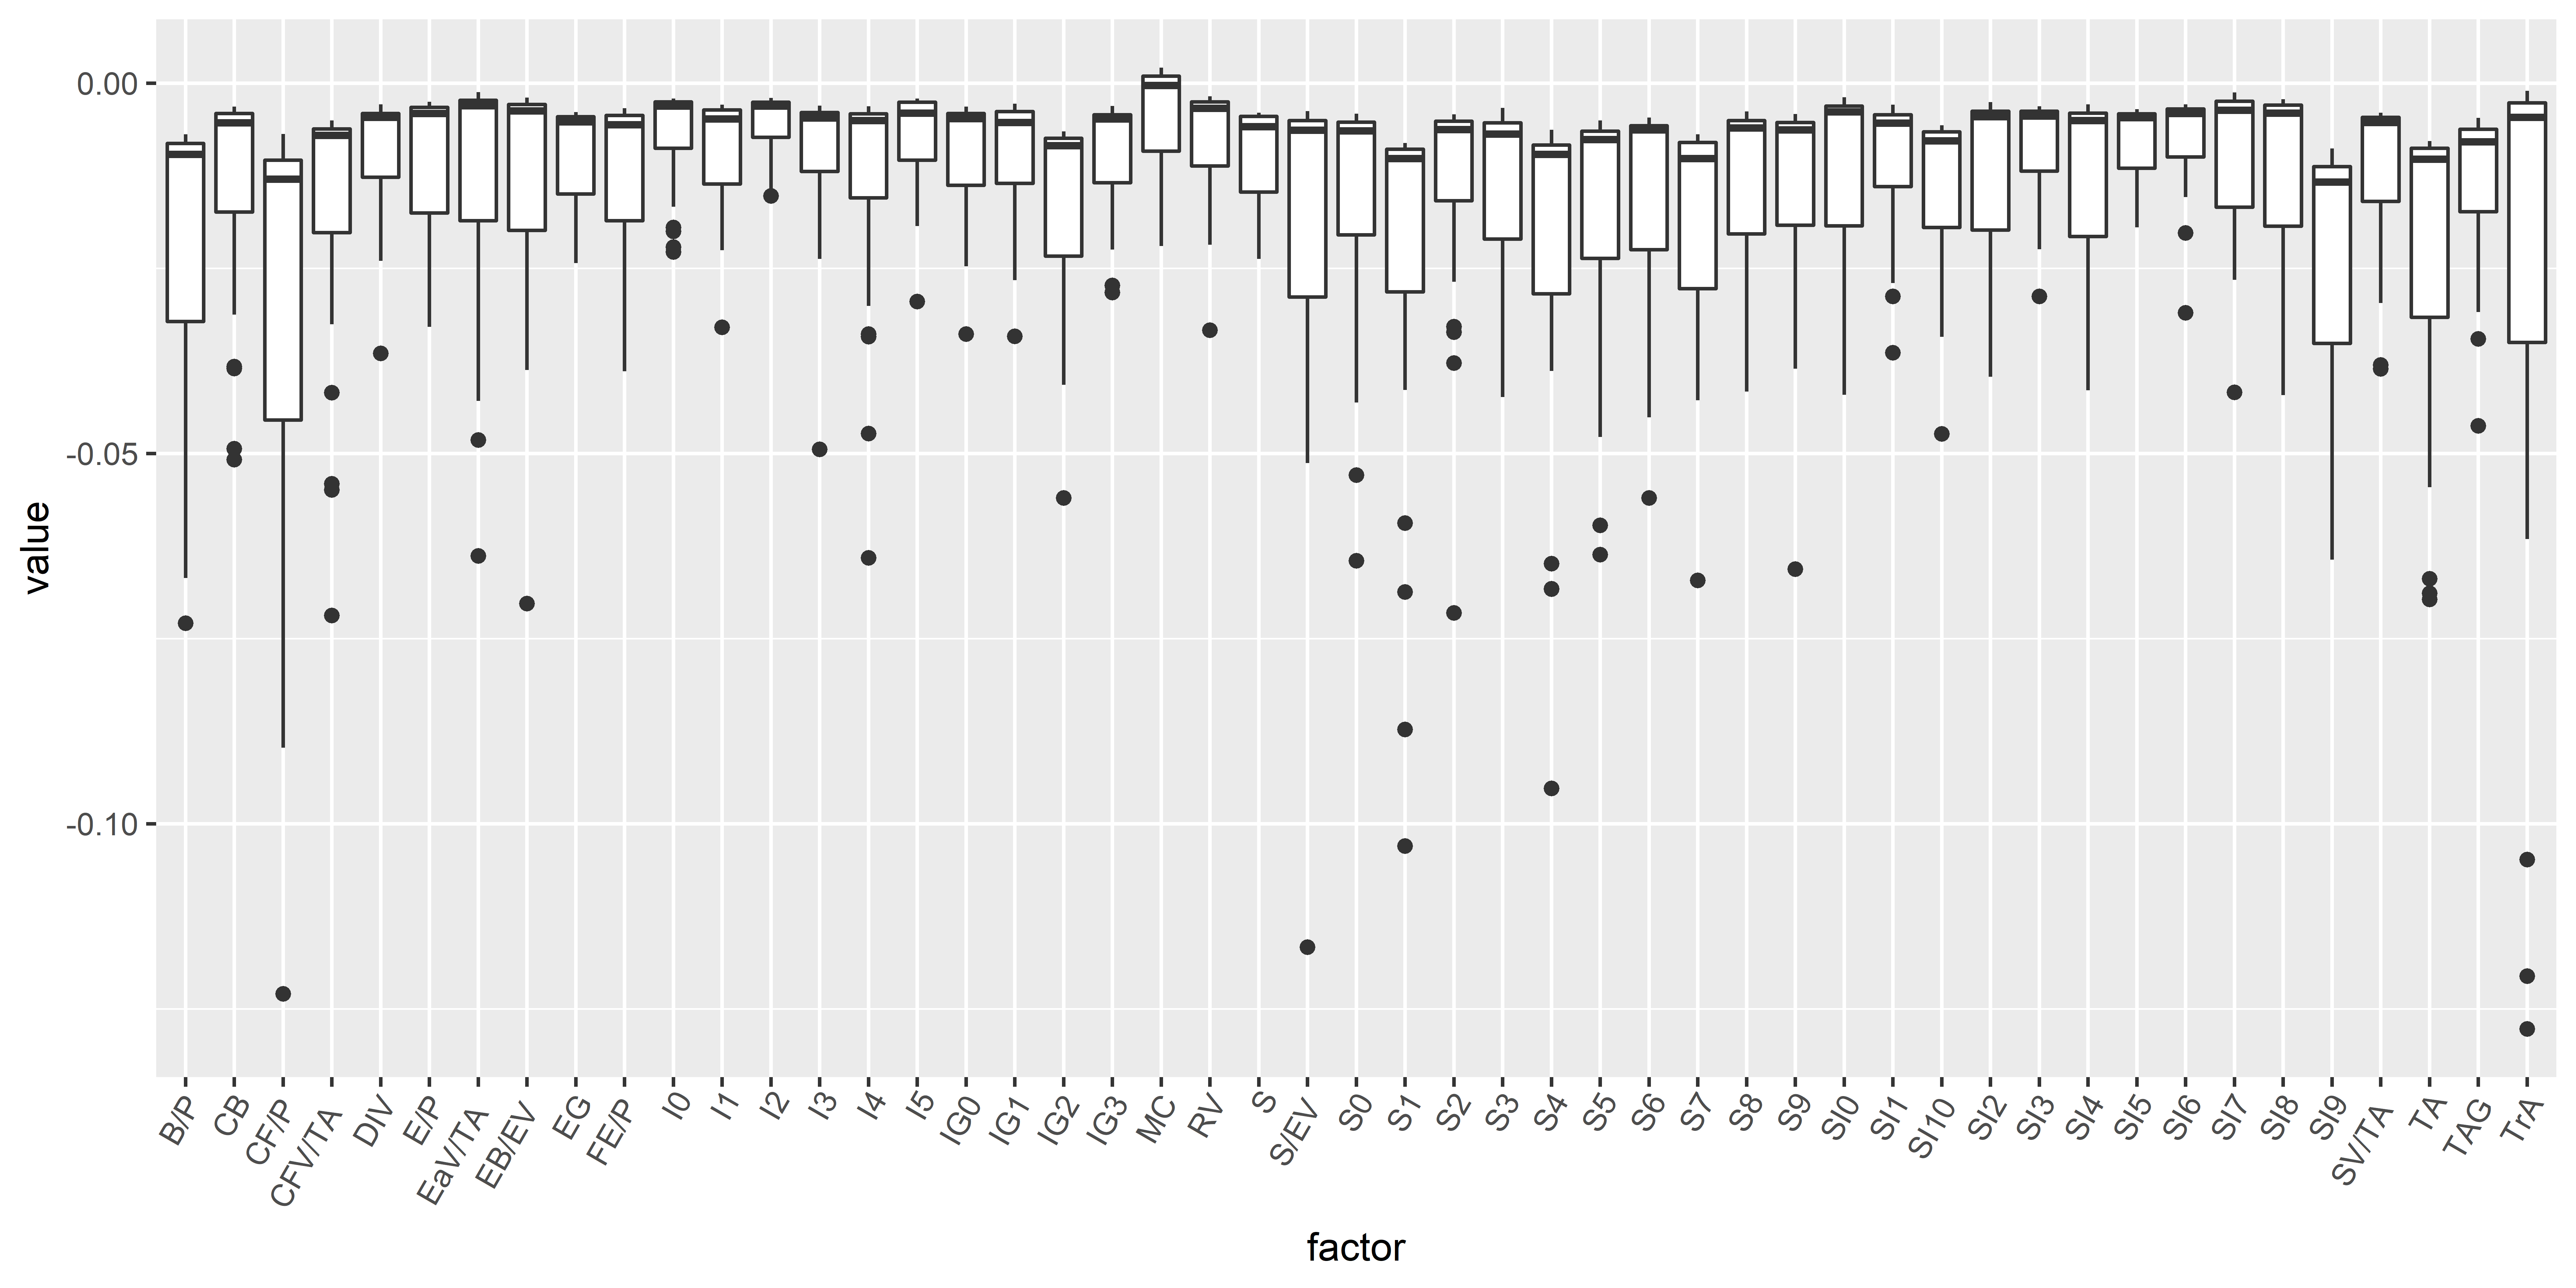 value
0.00
-0.05
-0.10
B/P
CB
CF/P
CFV/TA
DIV
E/P
EaV/TA
EB/EV
EG
FE/P
I0
I1
I2
I3
I4
I5
IG0
IG1
IG2
IG3
MC
RV
S
S/EV
S0
S1
S2
S3
S4
S5
S6
S7
S8
S9
SI0
SI1
SI10
SI2
SI3
SI4
SI5
SI6
SI7
SI8
SI9
SV/TA
TA
TAG
TrA
factor